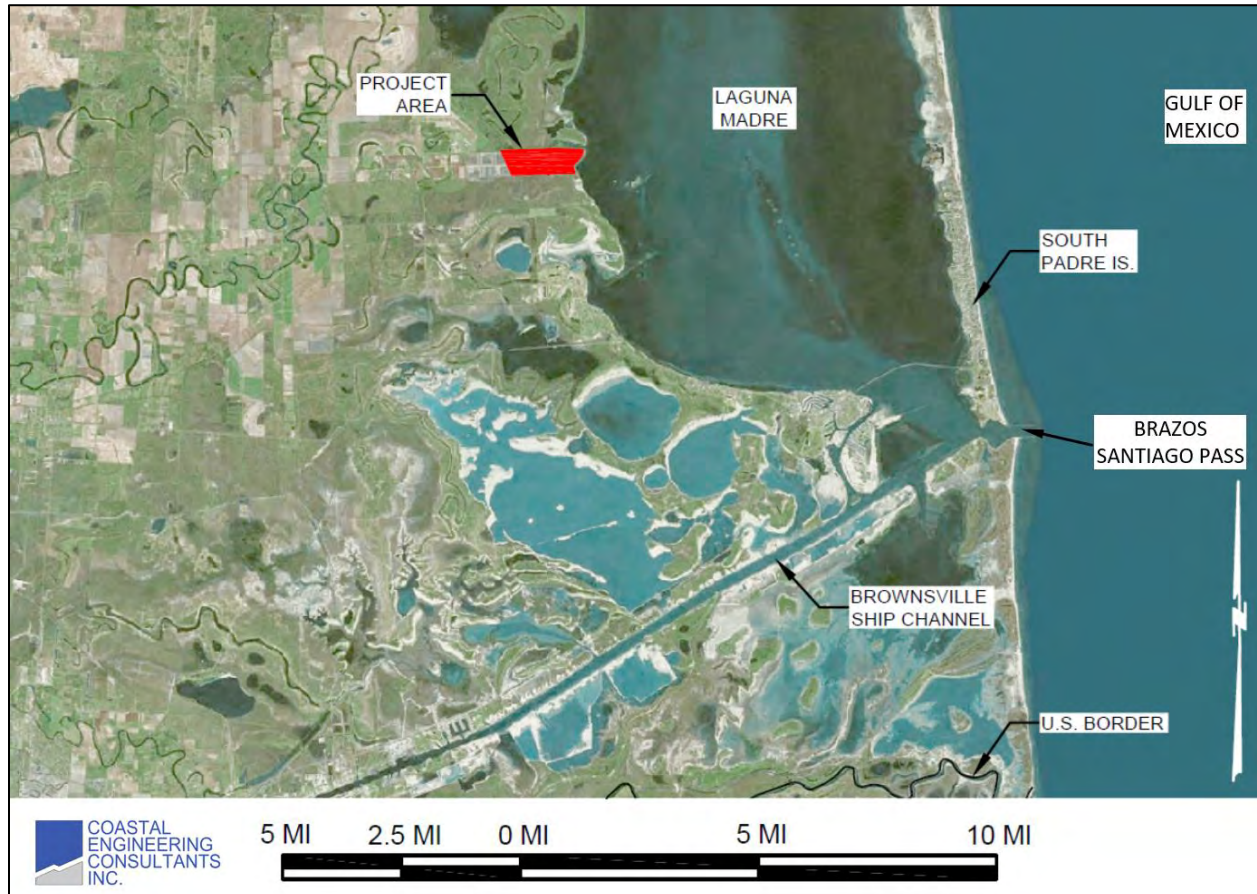 PROJECT
AREA
LAGUNA
MADRE
GULF OF
MEXICO
SOUTH
PADRE IS.
BRAZOS
SANTIAGO PASS
BROWNSVILLE
SHIP CHANNEL
U.S. BORDER
COASTAL
ENGINEERING
CONSULTANTS
INC.
5 MI 2.5 MI 0 MI 5 MI 10 MI